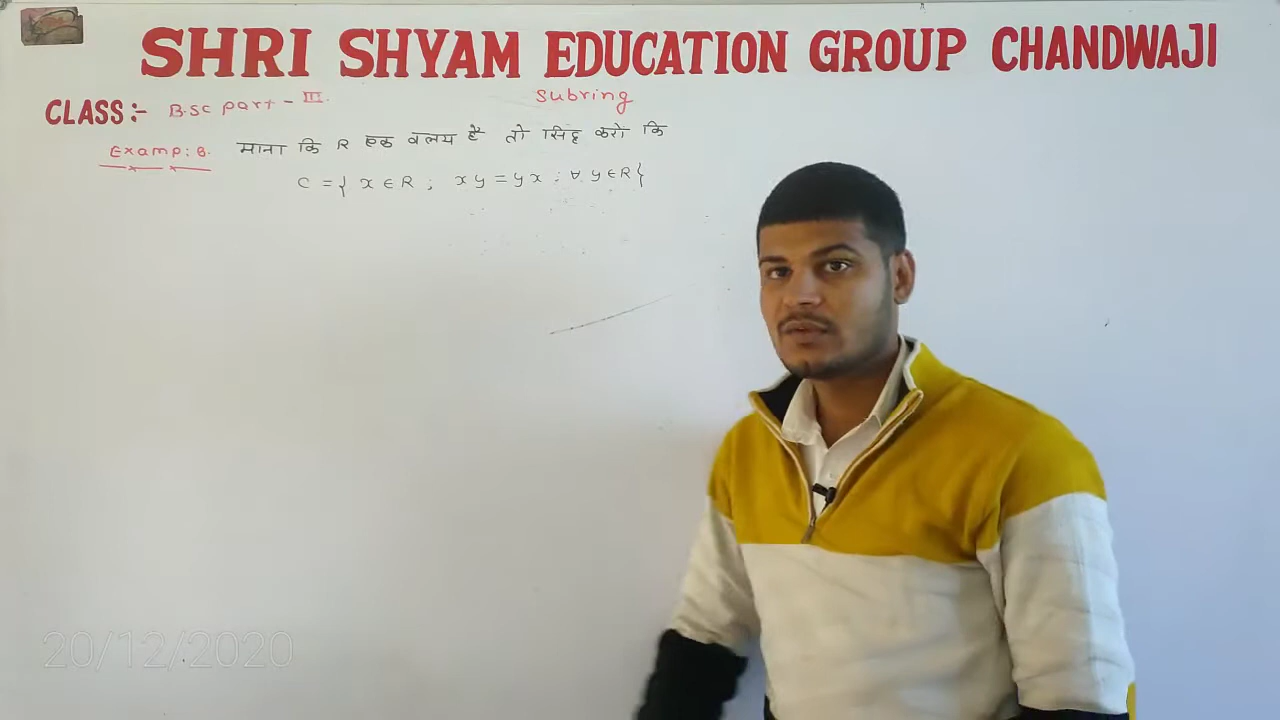 SHRI SHYAM EDUCATION GROUP CHANDWAJI
CLASS:- B.SC part - III.
Subring
Examp: 8. माना कि R एक वलय है तो सिद्ध करो कि
C = { x ∈ R ; xy = yx ; ∀ y ∈ R }
20/12/2020